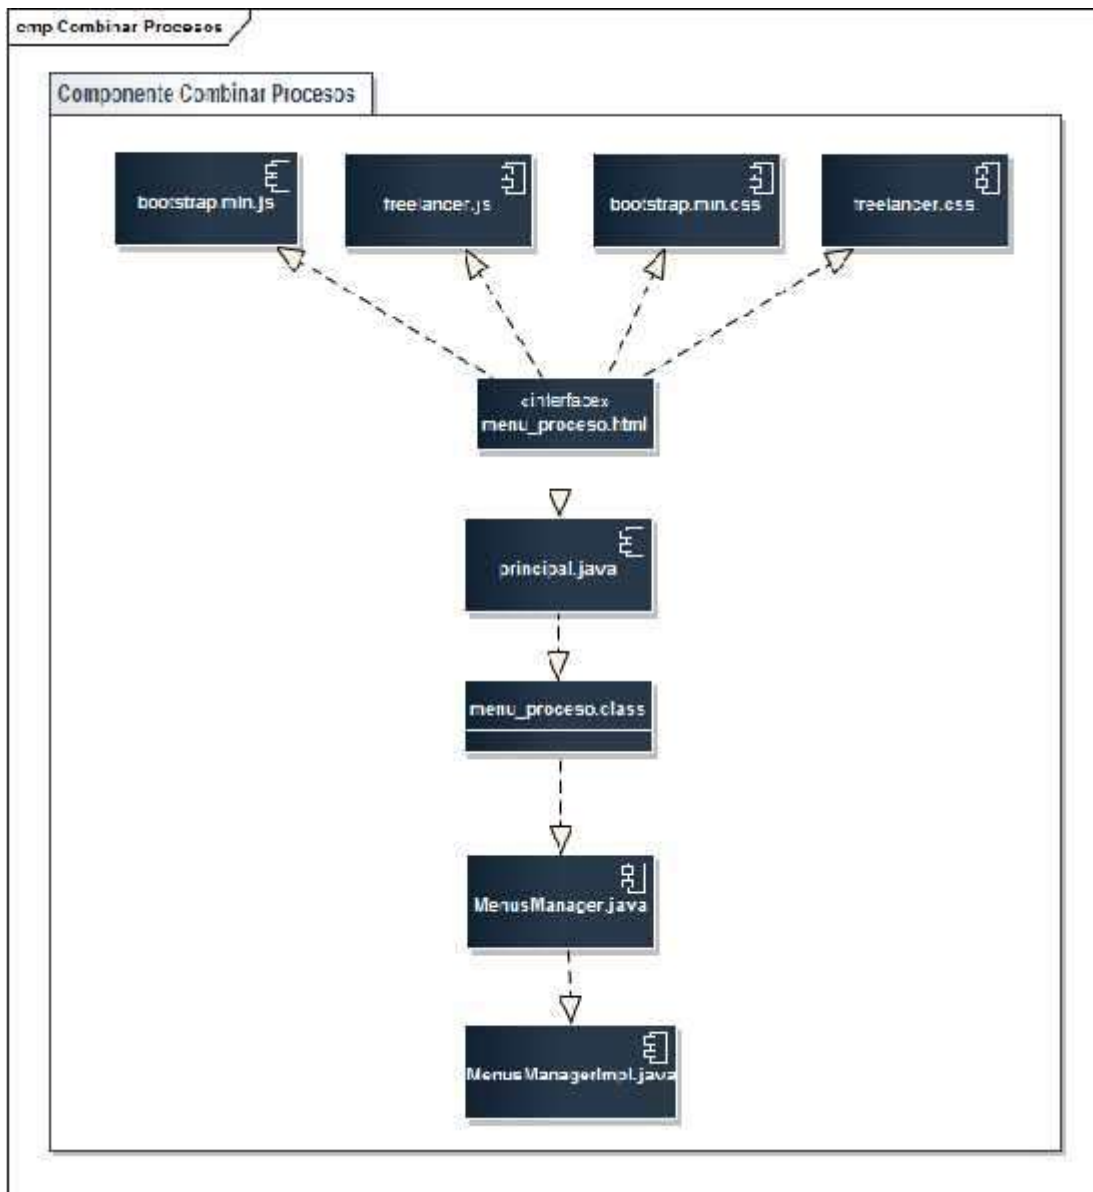 cmp Combinar Procesos
Componente Combinar Procesos
bootstrap.min.js
freelancer.js
bootstrap.min.css
freelancer.css
«interface»
menu_proceso.html
principal.java
menu_proceso.class
MenusManager.java
MenusManagerImpl.java